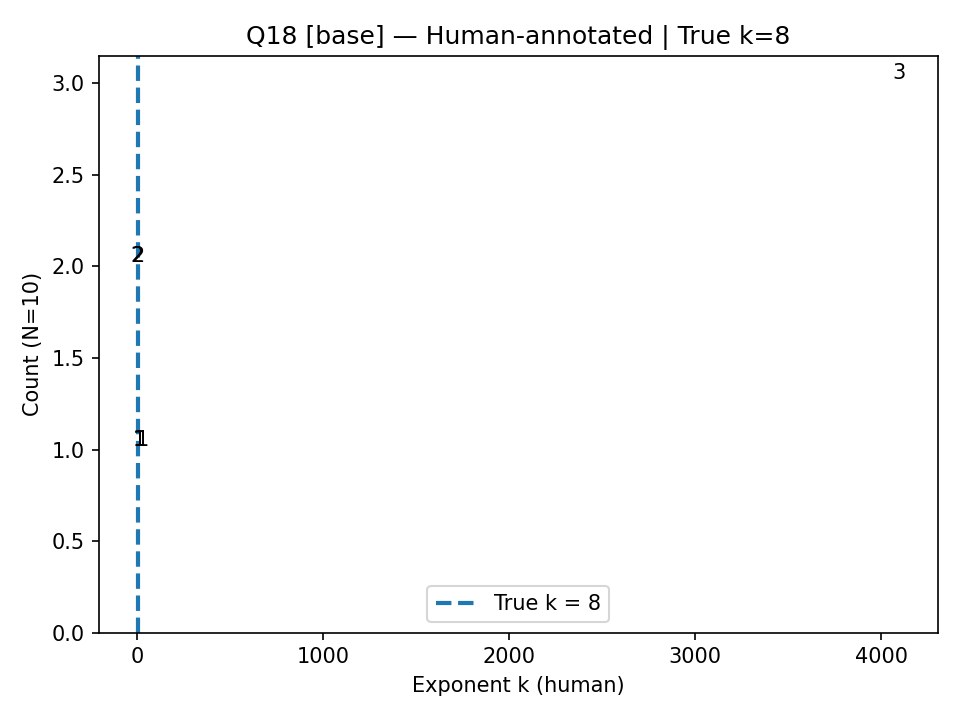 Q18 [base] — Human-annotated | True k=8
3
3.0
2.5
2
2.0
1.5
1
1.0
0.5
0.0
Count (N=10)
True k = 8
0 1000 2000 3000 4000
Exponent k (human)